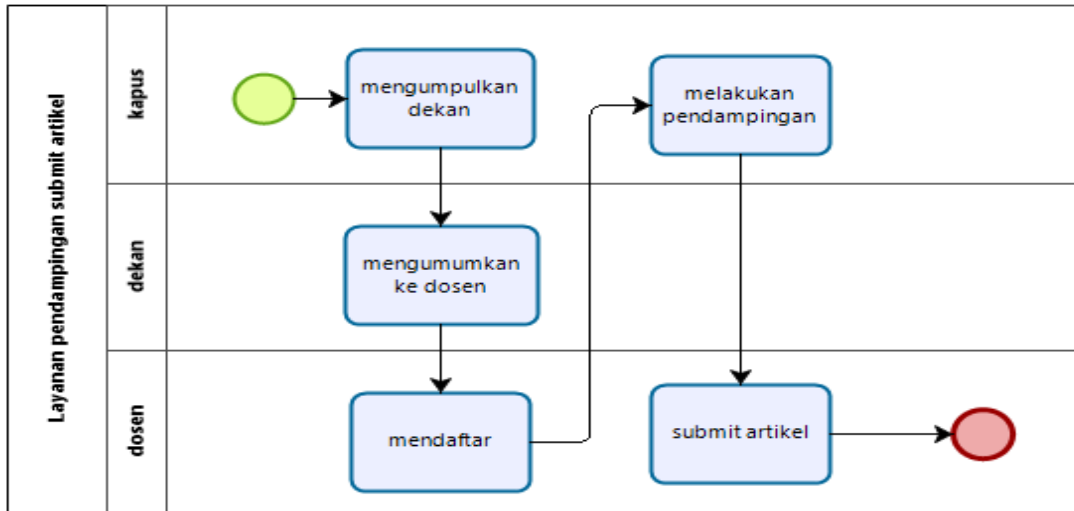 Layanan pendampingan submit artikel
kapus
mengumpulkan
dekan
melakukan
pendampingan
dekan
mengumumkan
ke dosen
dosen
mendaftar
submit artikel